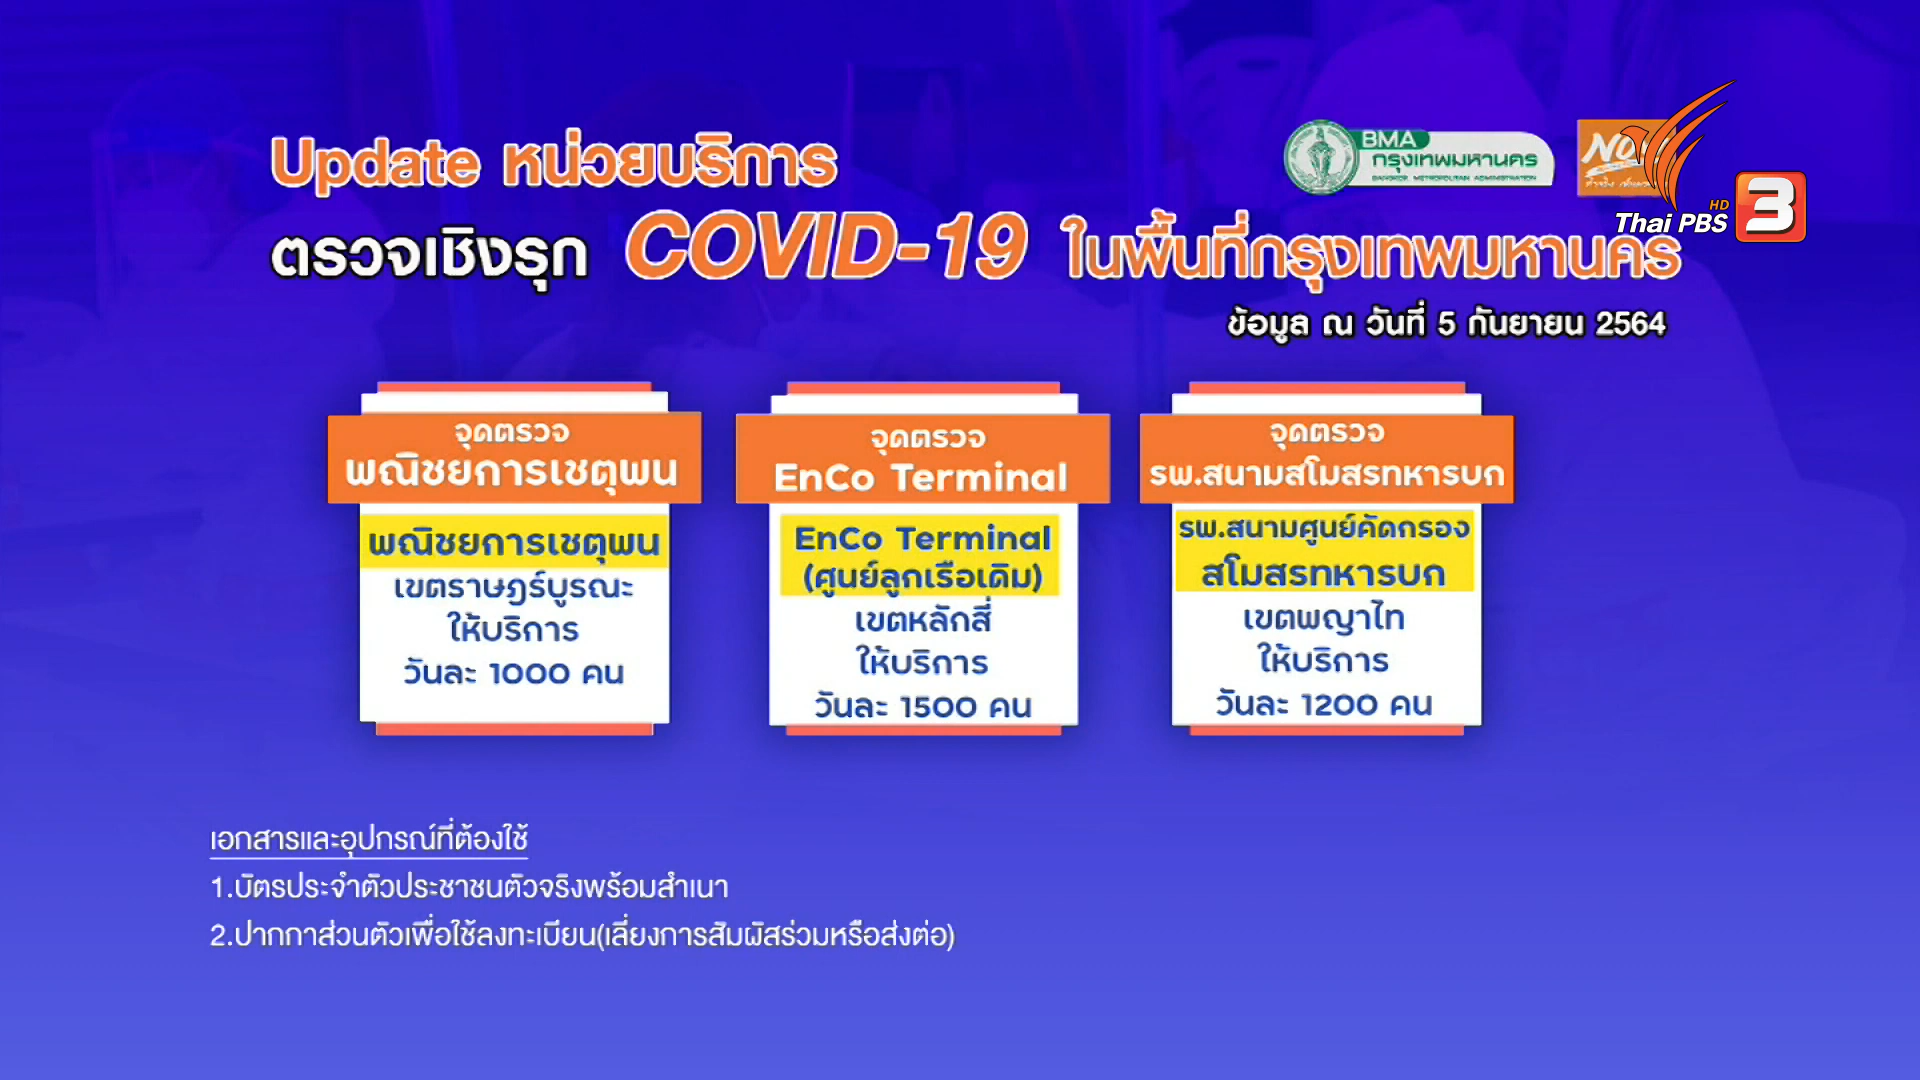 Update หน่วยบริการ
BMA
กรุงเทพมหานคร
BANGKOK METROPOLITAN ADMINISTRATION
HD
Thai PBS 3
ตรวจเชิงรุก COVID-19 ในพื้นที่กรุงเทพมหานคร
ข้อมูล ณ วันที่ 5 กันยายน 2564
จุดตรวจ
พณิชยการเชตุพน
พณิชยการเชตุพน
เขตราษฎร์บูรณะ
ให้บริการ
วันละ 1000 คน
จุดตรวจ
EnCo Terminal
EnCo Terminal
(ศูนย์ลูกเรือเดิม)
เขตหลักสี่
ให้บริการ
วันละ 1500 คน
จุดตรวจ
รพ.สนามสโมสรทหารบก
รพ.สนามศูนย์คัดกรอง
สโมสรทหารบก
เขตพญาไท
ให้บริการ
วันละ 1200 คน
เอกสารและอุปกรณ์ที่ต้องใช้
1.บัตรประจำตัวประชาชนตัวจริงพร้อมสำเนา
2.ปากกาส่วนตัวเพื่อใช้ลงทะเบียน(เลี่ยงการสัมผัสร่วมหรือส่งต่อ)